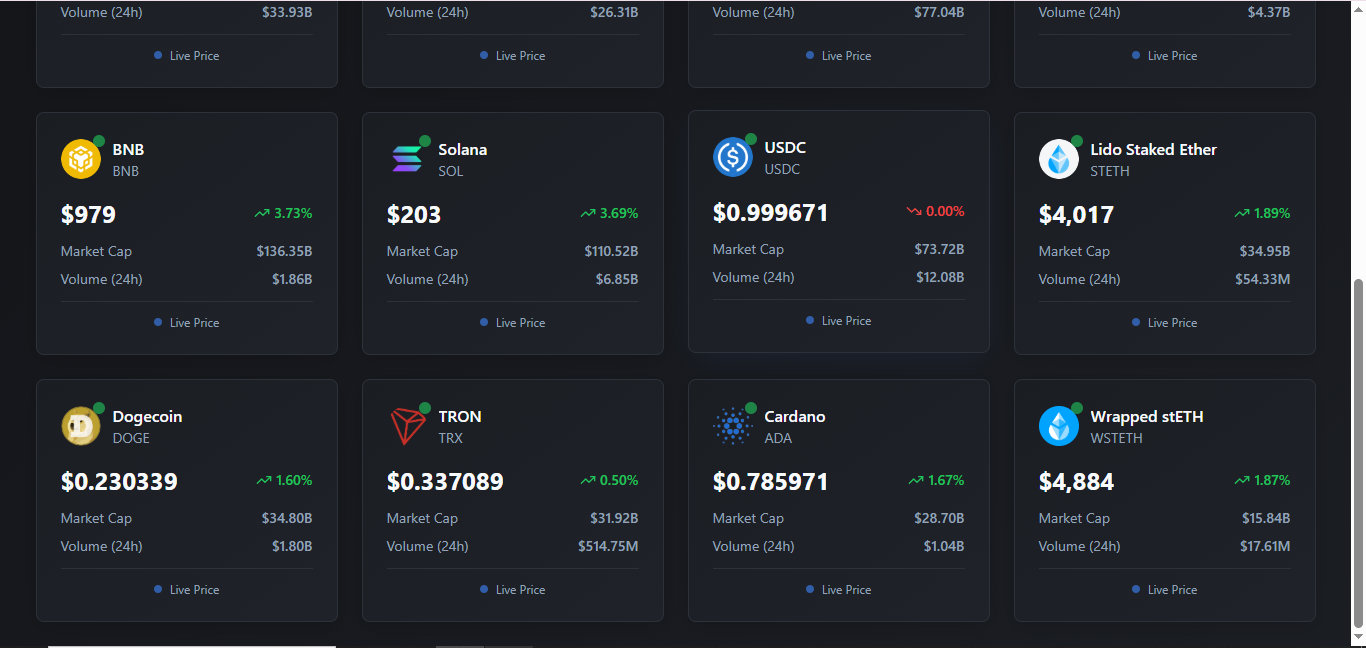 Volume (24h) $33.93B
Live Price
Volume (24h) $26.31B
Live Price
Volume (24h) $77.04B
Live Price
Volume (24h) $4.37B
Live Price
BNB
BNB
$979 3.73%
Market Cap $136.35B
Volume (24h) $1.86B
Live Price
Solana
SOL
$203 3.69%
Market Cap $110.52B
Volume (24h) $6.85B
Live Price
USDC
USDC
$0.999671 0.00%
Market Cap $73.72B
Volume (24h) $12.08B
Live Price
Lido Staked Ether
STETH
$4,017 1.89%
Market Cap $34.95B
Volume (24h) $54.33M
Live Price
Dogecoin
DOGE
$0.230339 1.60%
Market Cap $34.80B
Volume (24h) $1.80B
Live Price
TRON
TRX
$0.337089 0.50%
Market Cap $31.92B
Volume (24h) $514.75M
Live Price
Cardano
ADA
$0.785971 1.67%
Market Cap $28.70B
Volume (24h) $1.04B
Live Price
Wrapped stETH
WSTETH
$4,884 1.87%
Market Cap $15.84B
Volume (24h) $17.61M
Live Price